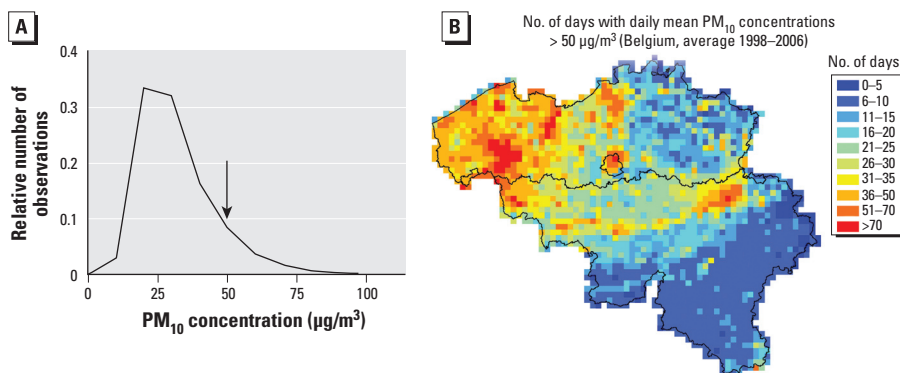 A
0.4
0.3
0.2
0.1
0
Relative number of
observations
0
25
50
75
100
PM₁₀ concentration (µg/m³)
B
No. of days with daily mean PM₁₀ concentrations
> 50 µg/m³ (Belgium, average 1998–2006)
No. of days
0–5
6–10
11–15
16–20
21–25
26–30
31–35
36–50
51–70
>70